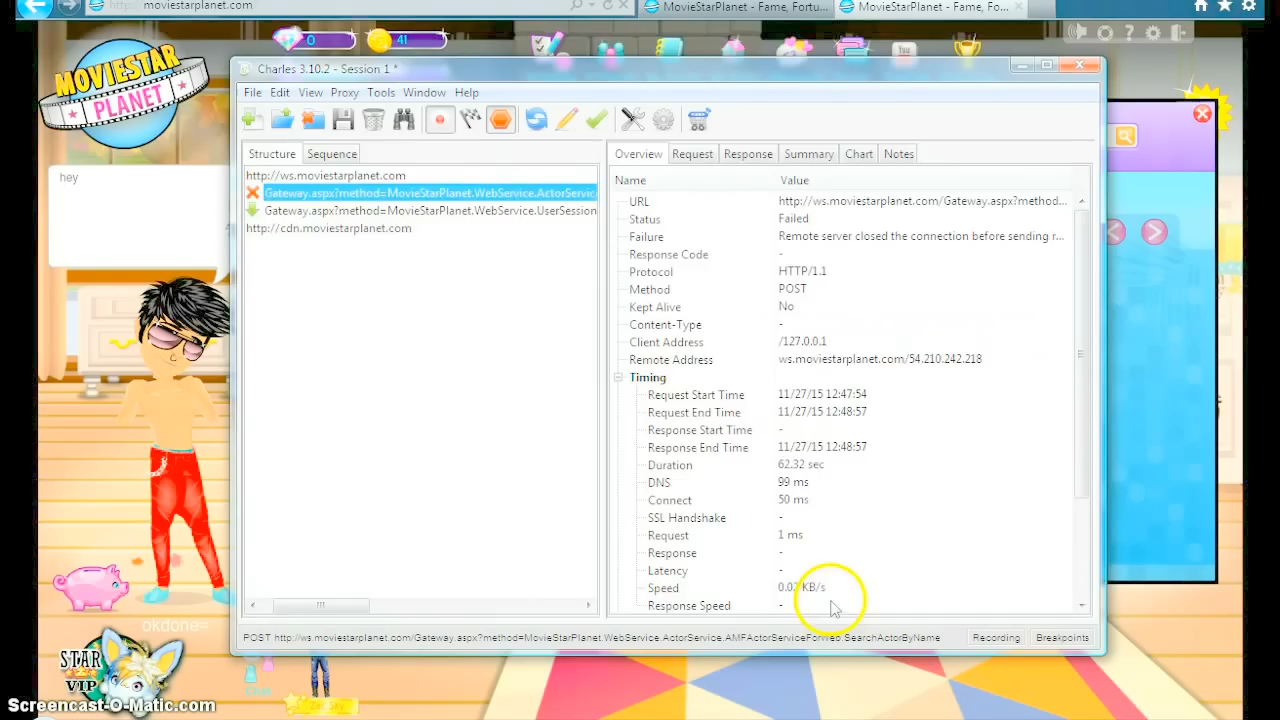 http://moviestarplanet.com
MovieStarPlanet - Fame, Fortu...
MovieStarPlanet - Fame, Fo...
MOVIESTAR
PLANET
0
41
You
?
hey
Charles 3.10.2 - Session 1 *
File Edit View Proxy Tools Window Help
Structure Sequence
http://ws.moviestarplanet.com
Gateway.aspx?method=MovieStarPlanet.WebService.ActorServic
Gateway.aspx?method=MovieStarPlanet.WebService.UserSession
http://cdn.moviestarplanet.com
Overview Request Response Summary Chart Notes
Name Value
URL http://ws.moviestarplanet.com/Gateway.aspx?method...
Status Failed
Failure Remote server closed the connection before sending r...
Response Code -
Protocol HTTP/1.1
Method POST
Kept Alive No
Content-Type -
Client Address /127.0.0.1
Remote Address ws.moviestarplanet.com/54.210.242.218
Timing
Request Start Time 11/27/15 12:47:54
Request End Time 11/27/15 12:48:57
Response Start Time -
Response End Time 11/27/15 12:48:57
Duration 62.32 sec
DNS 99 ms
Connect 50 ms
SSL Handshake -
Request 1 ms
Response -
Latency -
Speed KB/s
Response Speed -
POST http://ws.moviestarplanet.com/Gateway.aspx?method=MovieStarPlanet.WebService.ActorService.AMFActorServiceForWeb.SearchActorByName
Recording Breakpoints
okdone=
STAR
VIP
Chat
Screencast-O-Matic.com